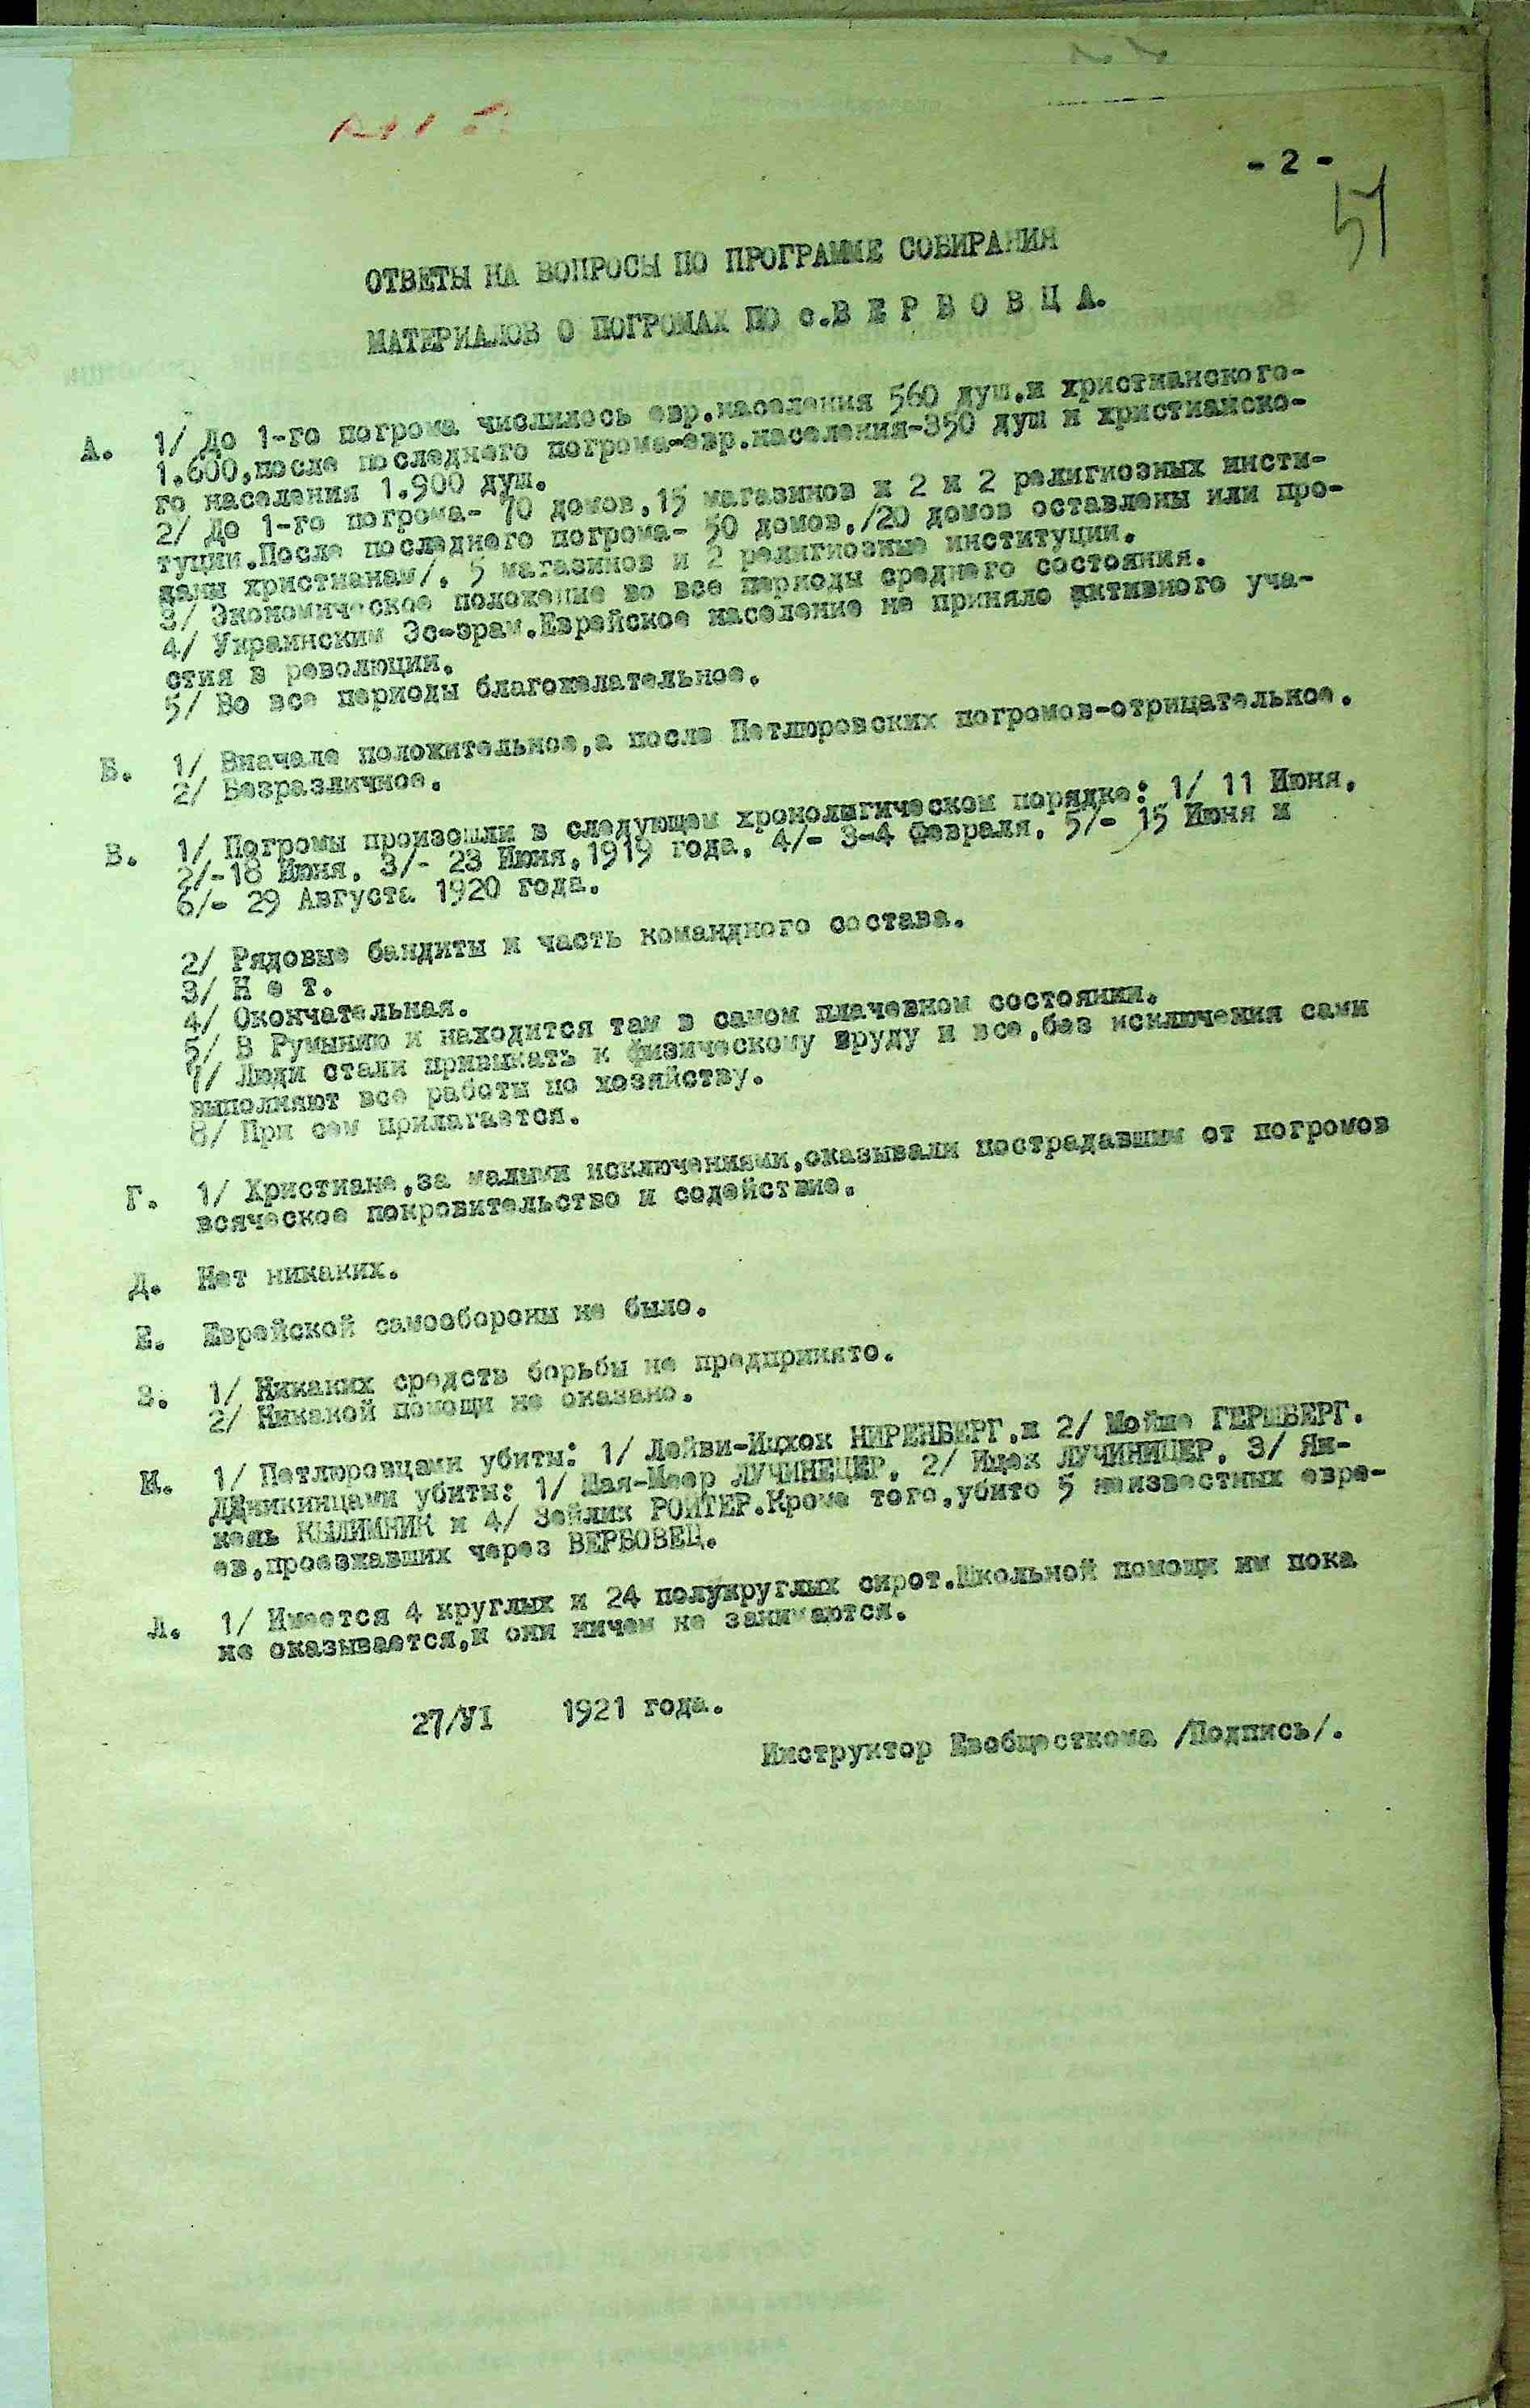 - 2 -
51
ОТВЕТЫ НА ВОПРОСЫ ПО ПРОГРАММЕ СОБИРАНИЯ
МАТЕРИАЛОВ О ПОГРОМАХ ПО с.В Е Р Б О В Ц А.
А. 1/ До 1-го погрома числилось евр.населения 560 душ.и христианского-
1.600,после последнего погрома-евр.населения-350 душ и христианско-
го населения 1.900 душ.
2/ До 1-го погрома- 70 домов, 15 магазинов и 2 и 2 религиозных инсти-
туции.После последнего погрома- 50 домов,/20 домов оставлены или про-
даны христианам/, 5 магазинов и 2 религиозные институции.
3/ Экономическое положение во все периоды среднего состояния.
4/ Украинским Эс-эрам.Еврейское население не приняло активного уча-
стия в революции.
5/ Во все периоды благожелательное.
Б. 1/ Вначале положительное,а после Петлюровских погромов-отрицательное.
2/ Безразличное.
В. 1/ Погромы произошли в следующем хронологическом порядке: 1/ 11 Июня,
2/-18 Июня, 3/- 23 Июня,1919 года, 4/- 3-4 Февраля, 5/- 15 Июня и
6/- 29 Августа 1920 года.
2/ Рядовые бандиты и часть командного состава.
3/ Н е т.
4/ Окончательная.
5/ В Румынию и находится там в самом плачевном состоянии.
7/ Люди стали привыкать к физическому вруду и все,без исключения сами
выполняют все работы по хозяйству.
8/ При сем прилагается.
Г. 1/ Христиане,за малыми исключениями,оказывали пострадавшим от погромов
всяческое покровительство и содействие.
Д. Нет никаких.
Е. Еврейской самообороны не было.
З. 1/ Никаких средств борьбы не предпринято.
2/ Никакой помощи не оказано.
И. 1/ Петлюровцами убиты: 1/ Лейви-Ицхок НИРЕНБЕРГ,и 2/ Мойше ГЕРШБЕРГ.
ДДникинцами убиты: 1/ Шая-Меер ЛУЧИНЕЦЕР, 2/ Ицек ЛУЧИНИЦЕР, 3/ Ян-
кель КЫЛИМНИК и 4/ Зейлик РОЙТЕР.Кроме того,убито 5 неизвестных евре-
ев,проезжавших через ВЕРБОВЕЦ.
Л. 1/ Имеется 4 круглых и 24 полукруглых сирот.Школьной помощи им пока
не оказывается,и они ничем не занимаются.
27/УІ 1921 года.
Инструктор Евобщесткома /Подпись/.